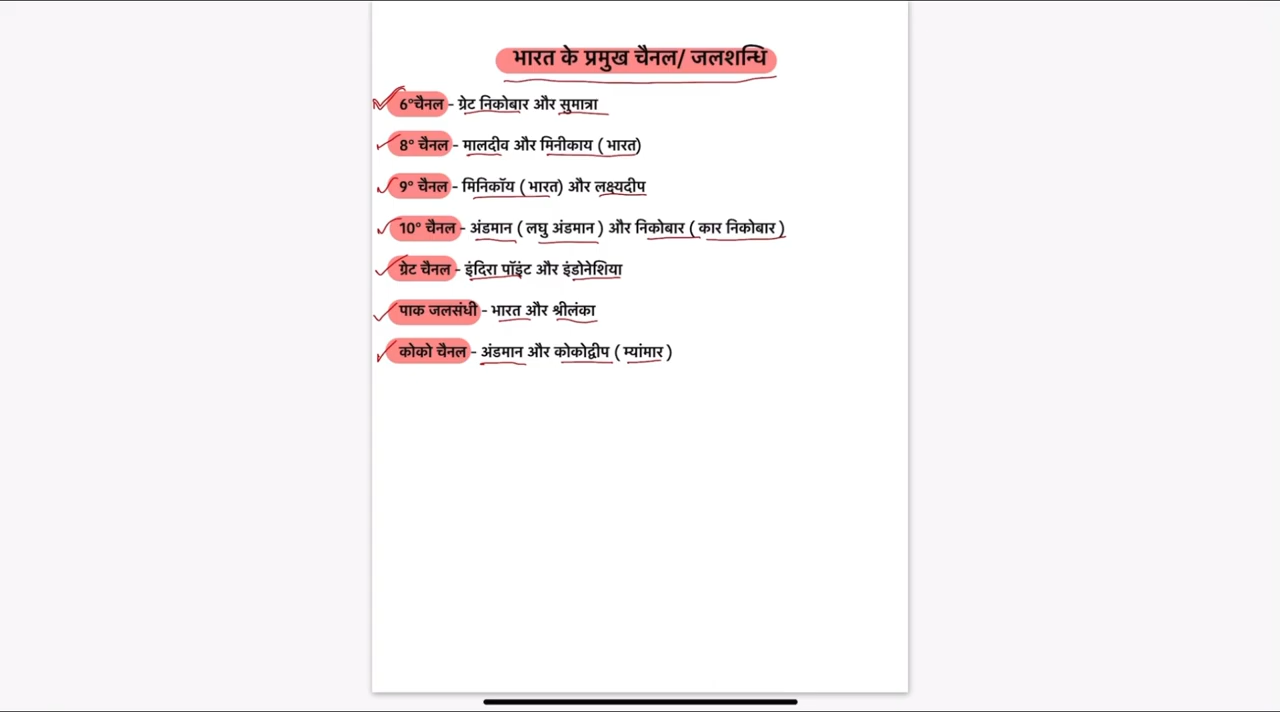 भारत के प्रमुख चैनल/ जलशन्धि
6°चैनल - ग्रेट निकोबार और सुमात्रा
8° चैनल - मालदीव और मिनीकाय ( भारत)
9° चैनल - मिनिकॉय ( भारत) और लक्ष्यदीप
10° चैनल - अंडमान ( लघु अंडमान ) और निकोबार ( कार निकोबार )
ग्रेट चैनल - इंदिरा पॉइंट और इंडोनेशिया
पाक जलसंधी - भारत और श्रीलंका
कोको चैनल - अंडमान और कोकोद्वीप ( म्यांमार )